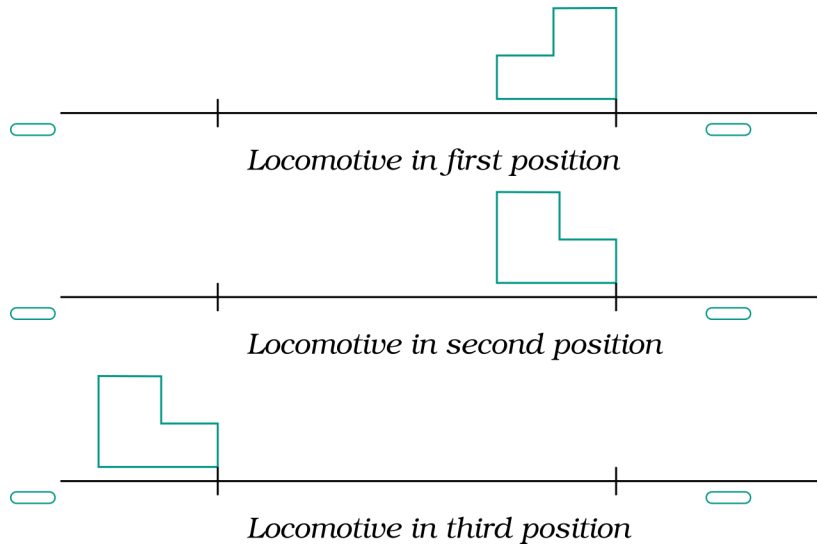 Locomotive in first position
Locomotive in second position
Locomotive in third position